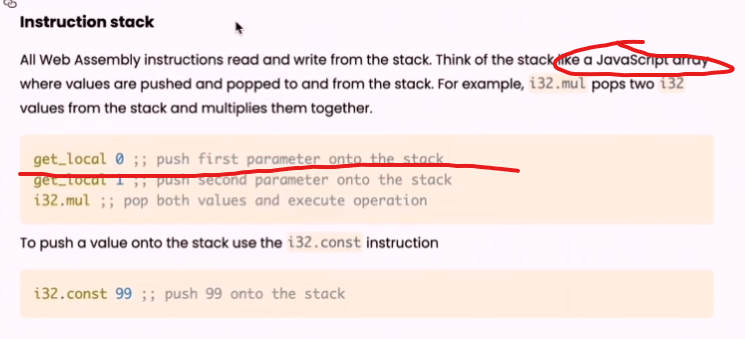 Instruction stack
All Web Assembly instructions read and write from the stack. Think of the stack like a JavaScript array
where values are pushed and popped to and from the stack. For example, i32.mul pops two i32
values from the stack and multiplies them together.
get_local 0 ;; push first parameter onto the stack
get_local 1 ;; push second parameter onto the stack
i32.mul ;; pop both values and execute operation
To push a value onto the stack use the i32.const instruction
i32.const 99 ;; push 99 onto the stack